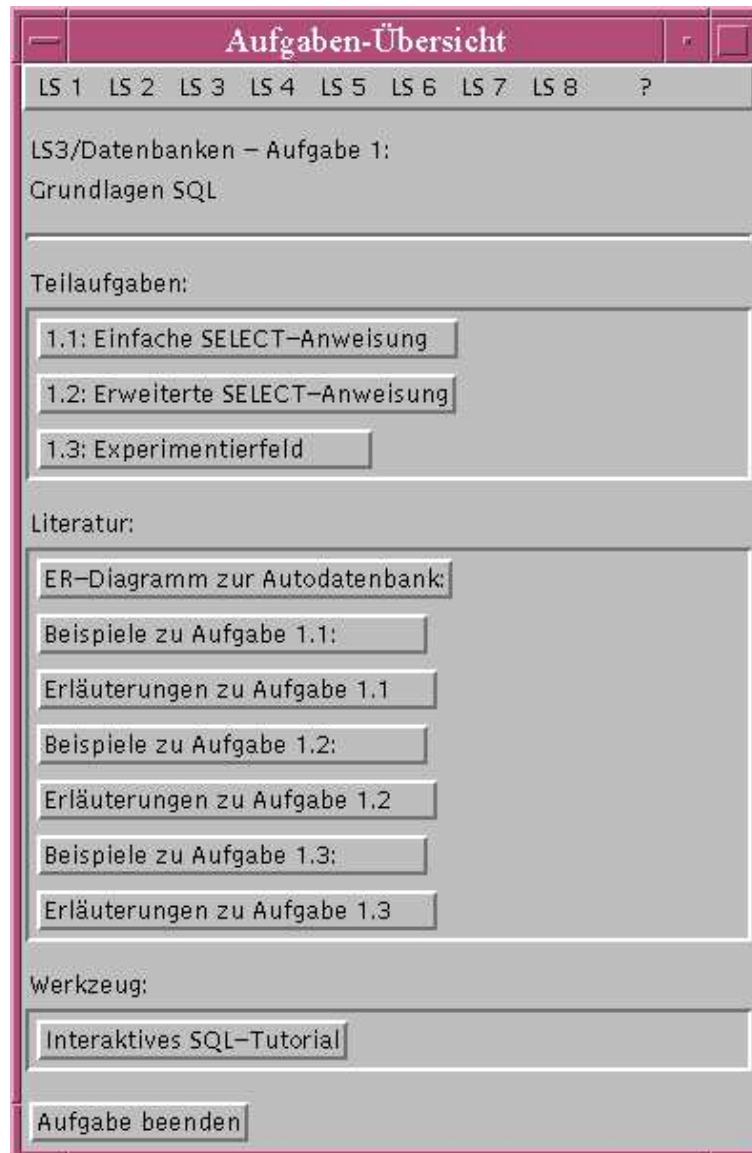 Aufgaben-Übersicht
LS 1 LS 2 LS 3 LS 4 LS 5 LS 6 LS 7 LS 8 ?
LS3/Datenbanken – Aufgabe 1:
Grundlagen SQL
Teilaufgaben:
1.1: Einfache SELECT–Anweisung
1.2: Erweiterte SELECT–Anweisung
1.3: Experimentierfeld
Literatur:
ER–Diagramm zur Autodatenbank:
Beispiele zu Aufgabe 1.1:
Erläuterungen zu Aufgabe 1.1
Beispiele zu Aufgabe 1.2:
Erläuterungen zu Aufgabe 1.2
Beispiele zu Aufgabe 1.3:
Erläuterungen zu Aufgabe 1.3
Werkzeug:
Interaktives SQL–Tutorial
Aufgabe beenden